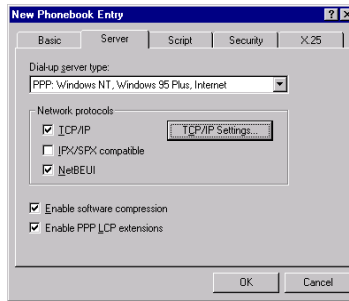 New Phonebook Entry
Basic Server Script Security X.25
Dial-up server type:
PPP: Windows NT, Windows 95 Plus, Internet
Network protocols
TCP/IP TCP/IP Settings...
IPX/SPX compatible
NetBEUI
Enable software compression
Enable PPP LCP extensions
OK Cancel